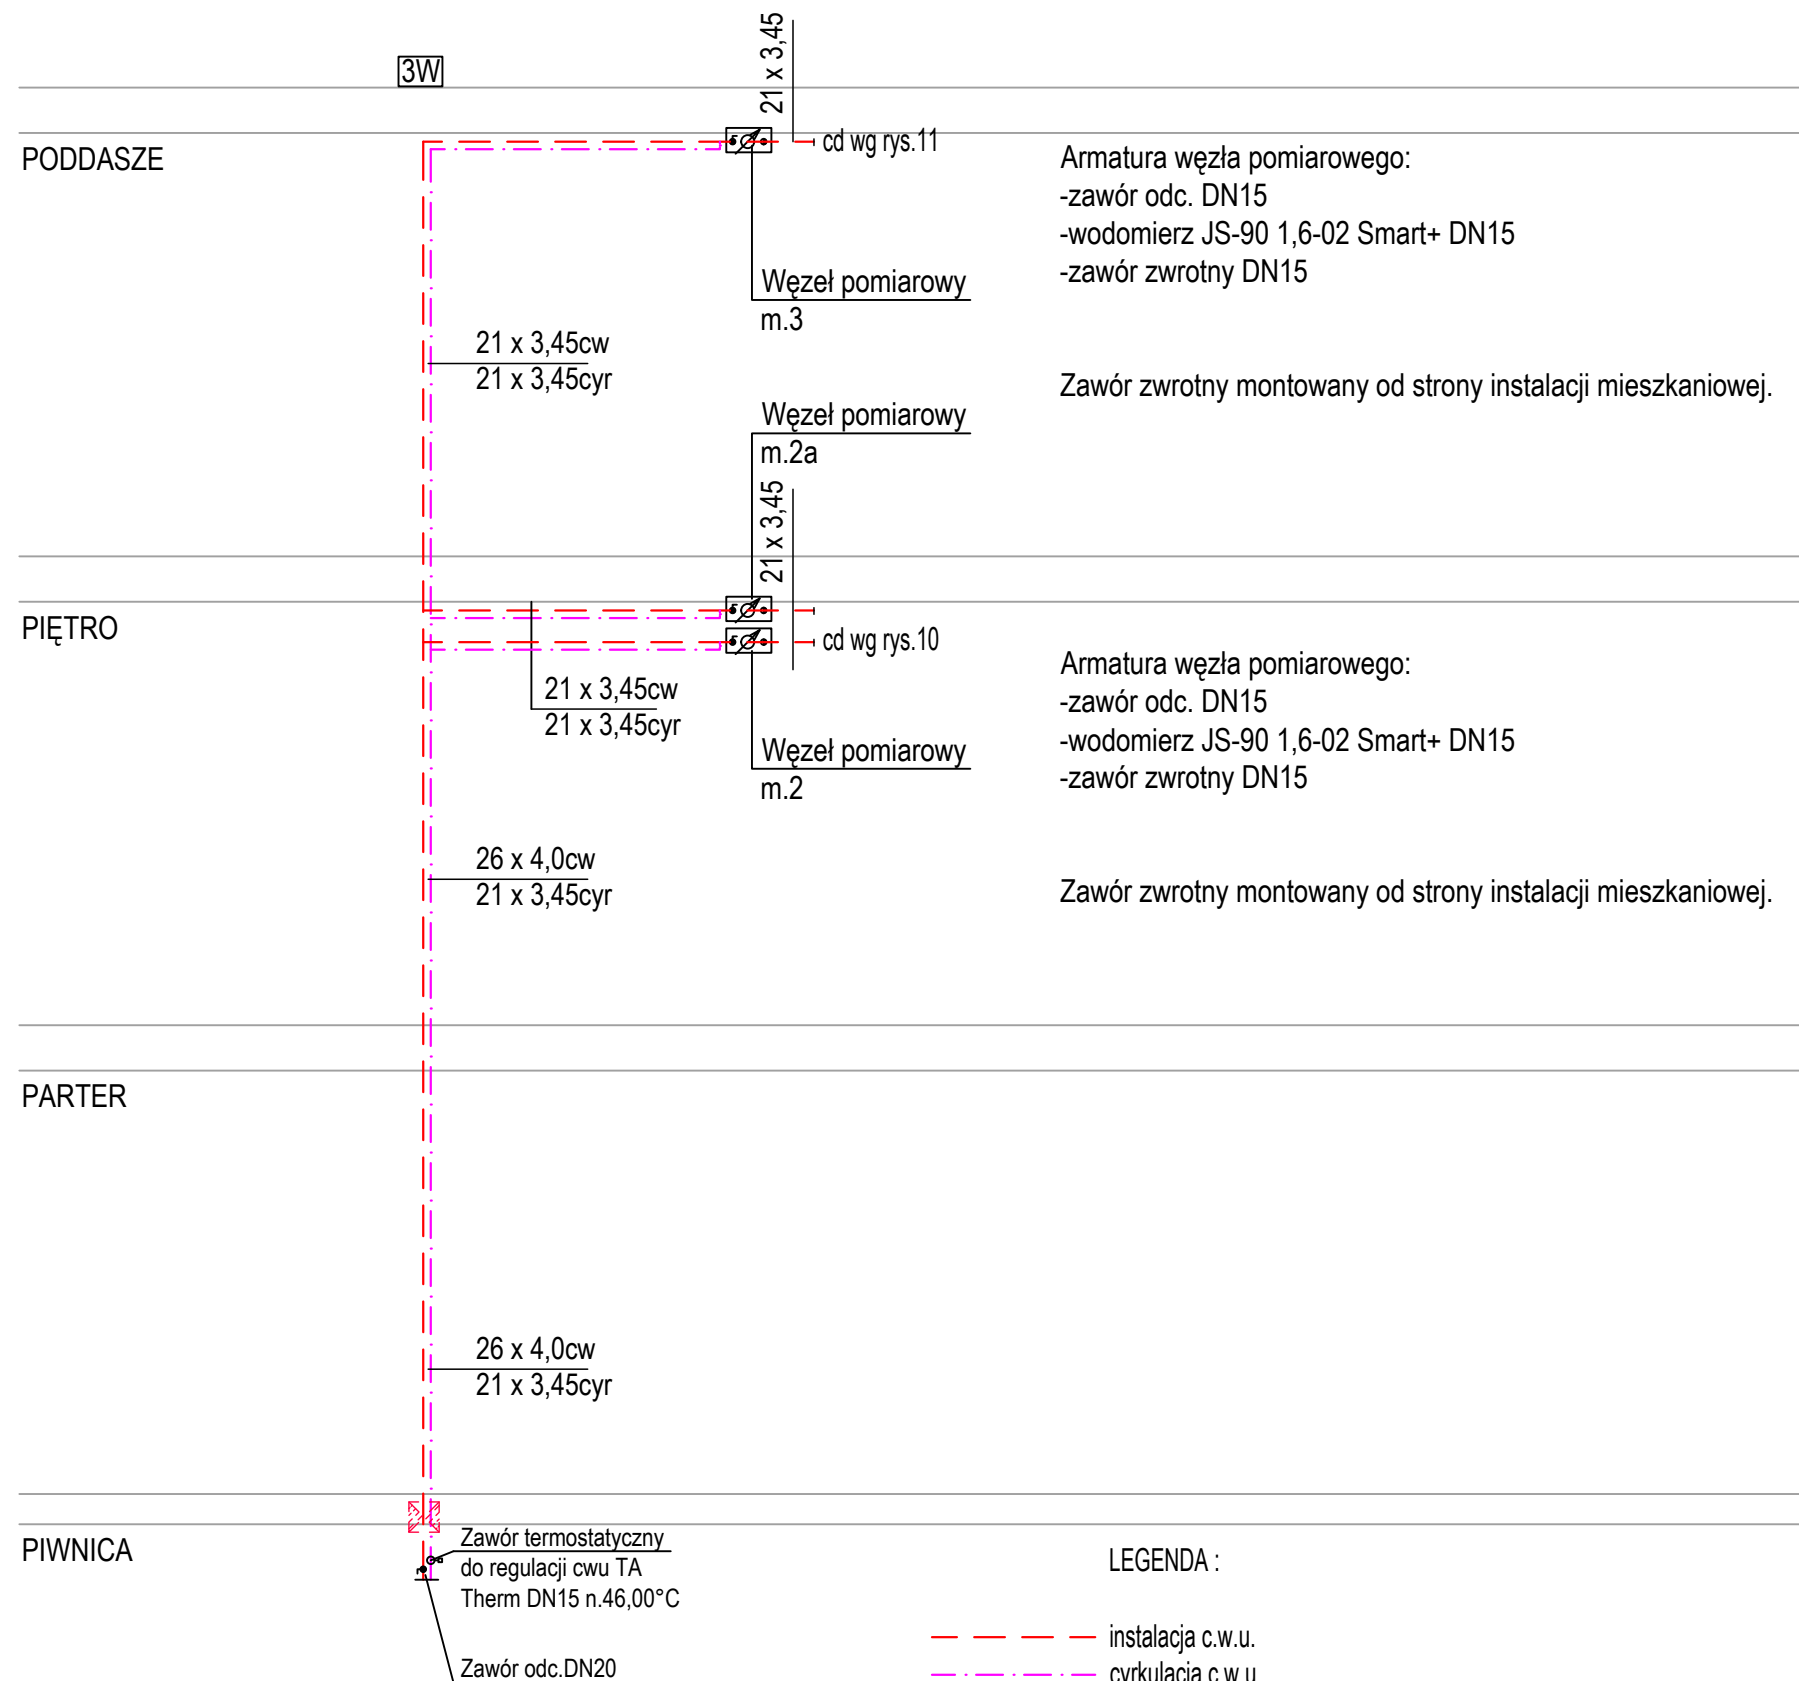 3W
21 x 3,45
PODDASZE
cd wg rys.11
Armatura węzła pomiarowego:
-zawór odc. DN15
-wodomierz JS-90 1,6-02 Smart+ DN15
-zawór zwrotny DN15
Węzeł pomiarowy
m.3
21 x 3,45cw
21 x 3,45cyr
Zawór zwrotny montowany od strony instalacji mieszkaniowej.
Węzeł pomiarowy
m.2a
21 x 3,45
PIĘTRO
cd wg rys.10
Armatura węzła pomiarowego:
-zawór odc. DN15
-wodomierz JS-90 1,6-02 Smart+ DN15
-zawór zwrotny DN15
21 x 3,45cw
21 x 3,45cyr
Węzeł pomiarowy
m.2
26 x 4,0cw
21 x 3,45cyr
Zawór zwrotny montowany od strony instalacji mieszkaniowej.
PARTER
26 x 4,0cw
21 x 3,45cyr
PIWNICA
Zawór termostatyczny
do regulacji cwu TA
Therm DN15 n.46,00°C
Zawór odc.DN20
LEGENDA :
instalacja c.w.u.
cyrkulacja c.w.u